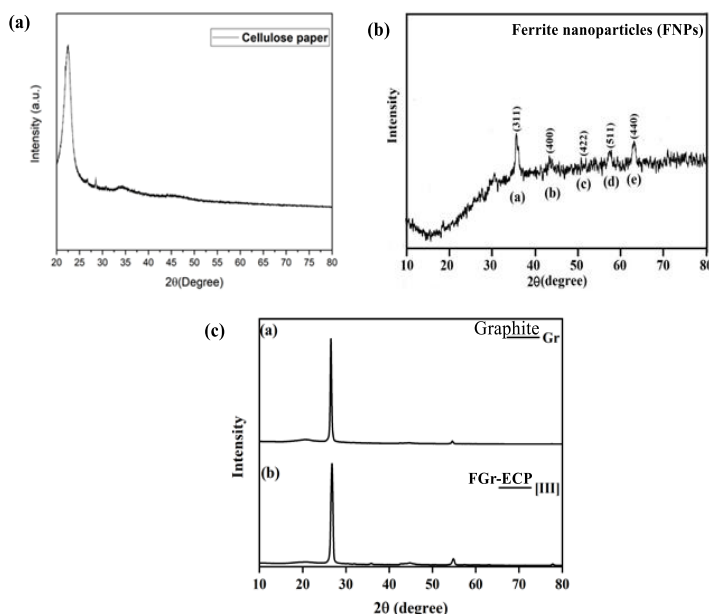 (a)
Cellulose paper
Intensity (a.u.)
20 25 30 35 40 45 50 55 60 65 70 75 80
2θ(Degree)
(b)
Ferrite nanoparticles (FNPs)
Intensity
(311)
(400)
(422)
(511)
(440)
(a)
(b)
(c)
(d)
(e)
10 20 30 40 50 60 70 80
2θ(degree)
(c)
(a)
Graphite
Gr
Intensity
(b)
FGr-ECP
[III]
Intensity
10 20 30 40 50 60 70 80
2θ (degree)